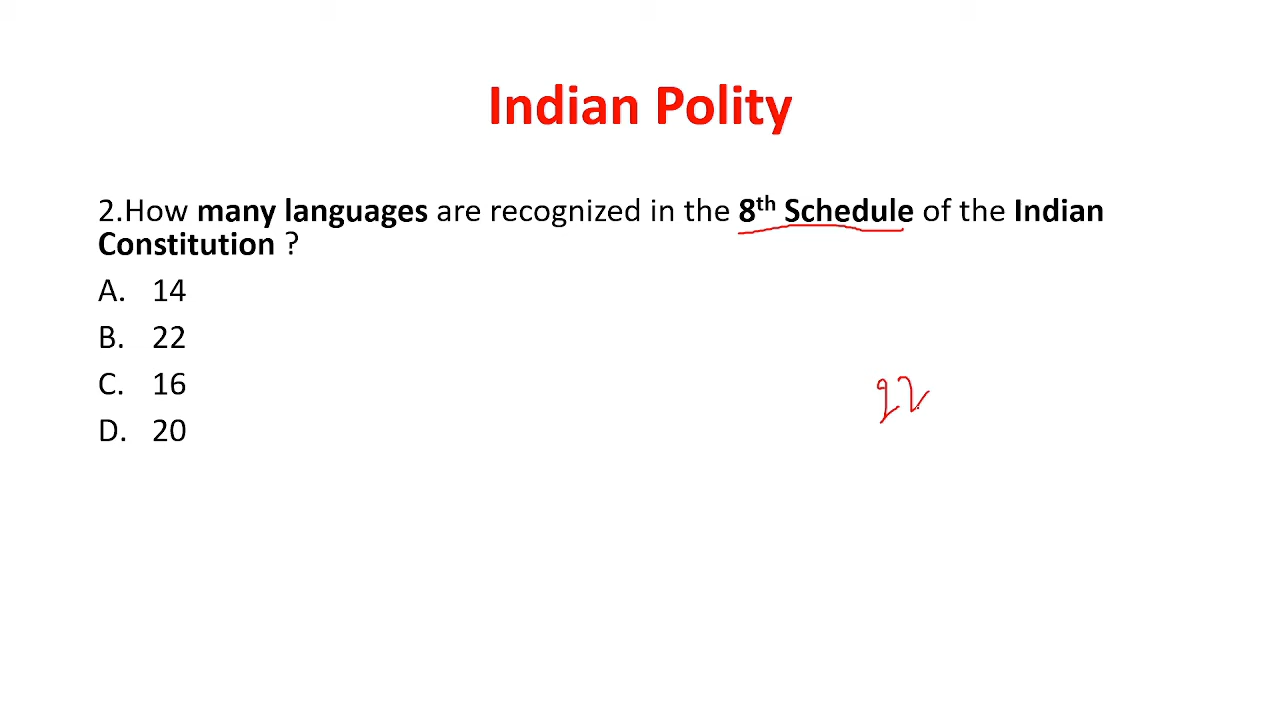 Indian Polity
2.How many languages are recognized in the 8th Schedule of the Indian
Constitution ?
A. 14
B. 22
C. 16
D. 20
22